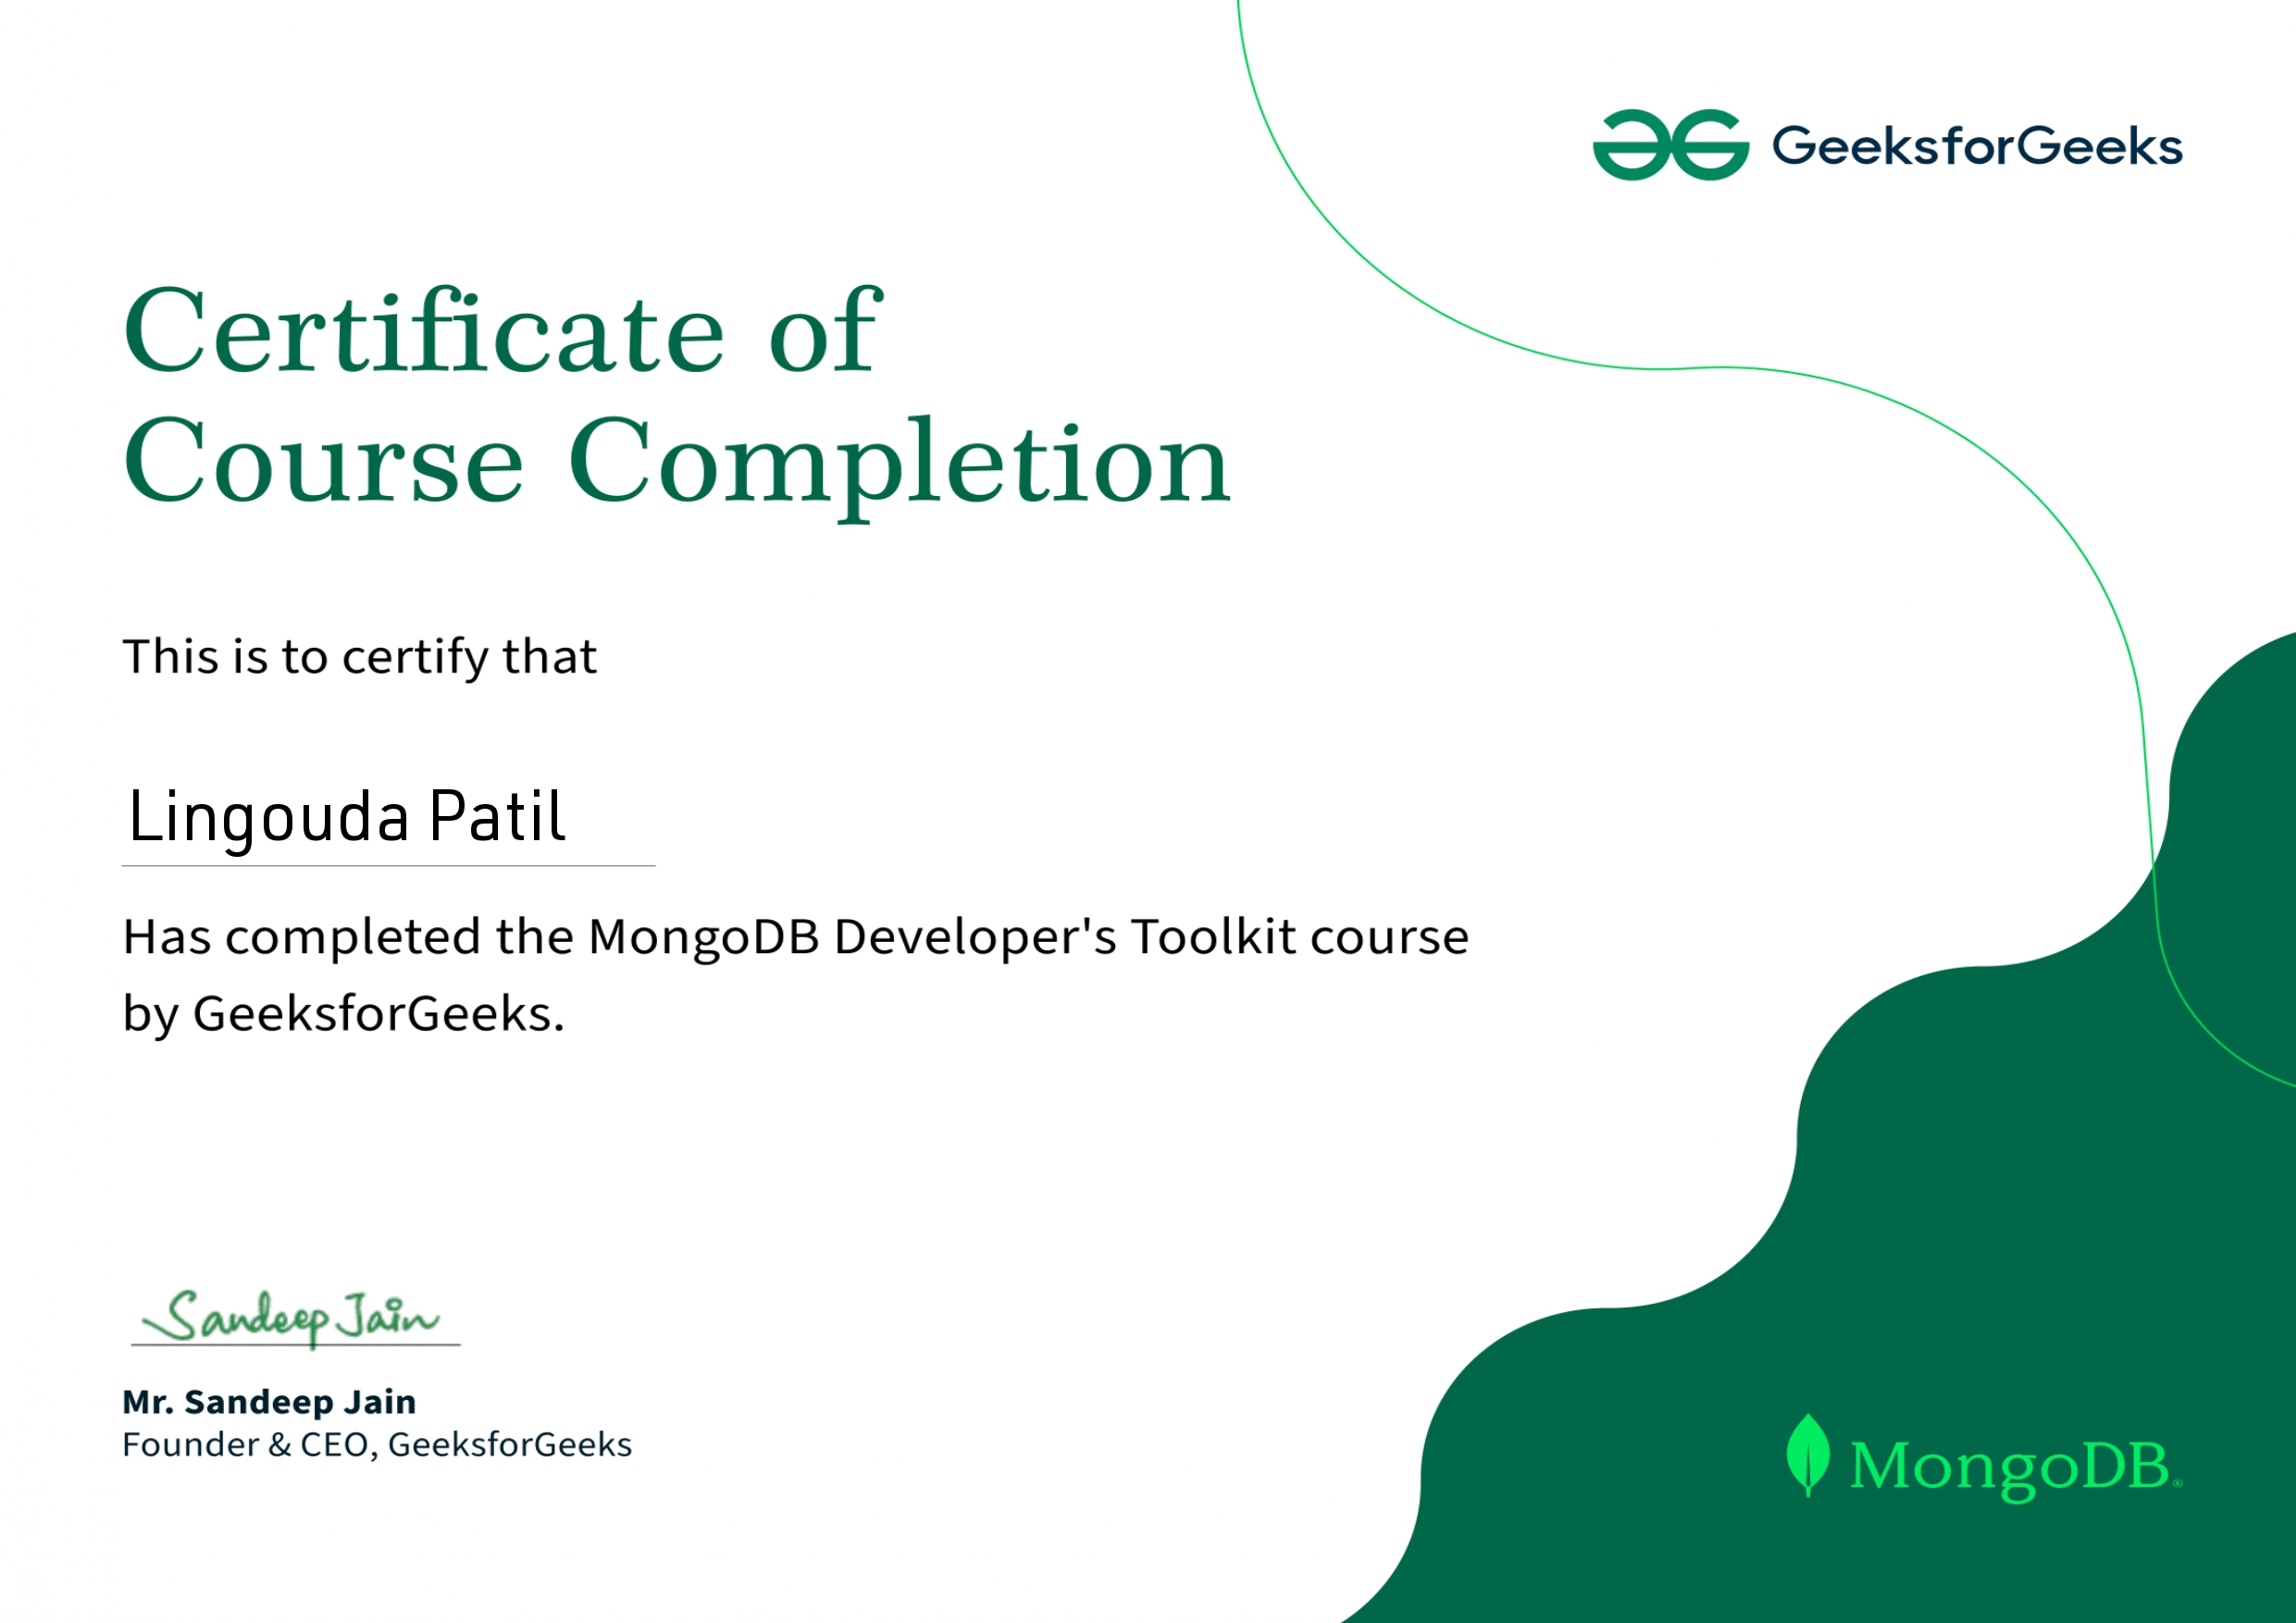 GeeksforGeeks
Certificate of
Course Completion
This is to certify that
Lingouda Patil
Has completed the MongoDB Developer's Toolkit course
by GeeksforGeeks.
Sandeep Jain
Mr. Sandeep Jain
Founder & CEO, GeeksforGeeks
MongoDB®